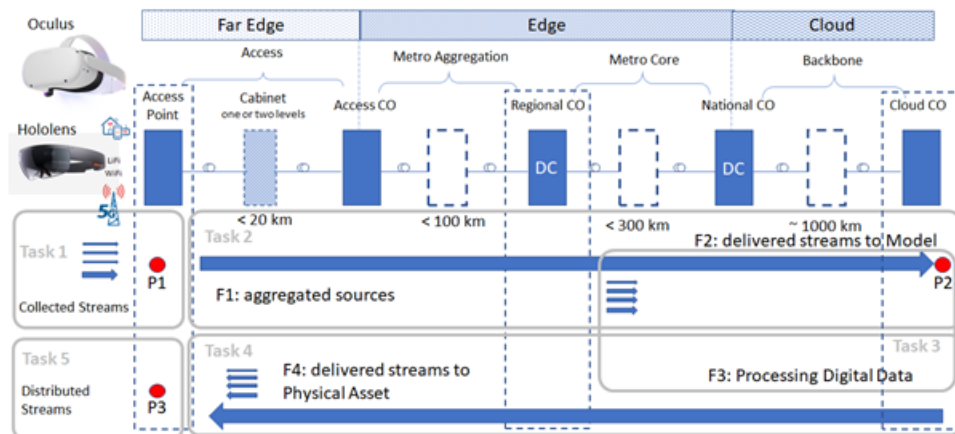 Oculus
Far Edge
Edge
Cloud
Access
Metro Aggregation
Metro Core
Backbone
Access
Point
Cabinet
one or two levels
Access CO
Regional CO
National CO
Cloud CO
Hololens
LiFi
WiFi
5G
DC
DC
< 20 km
< 100 km
< 300 km
~ 1000 km
Task 1
Task 2
F2: delivered streams to Model
P1
P2
F1: aggregated sources
Collected Streams
Task 5
Task 4
Task 3
F4: delivered streams to
Physical Asset
F3: Processing Digital Data
Distributed
Streams
P3